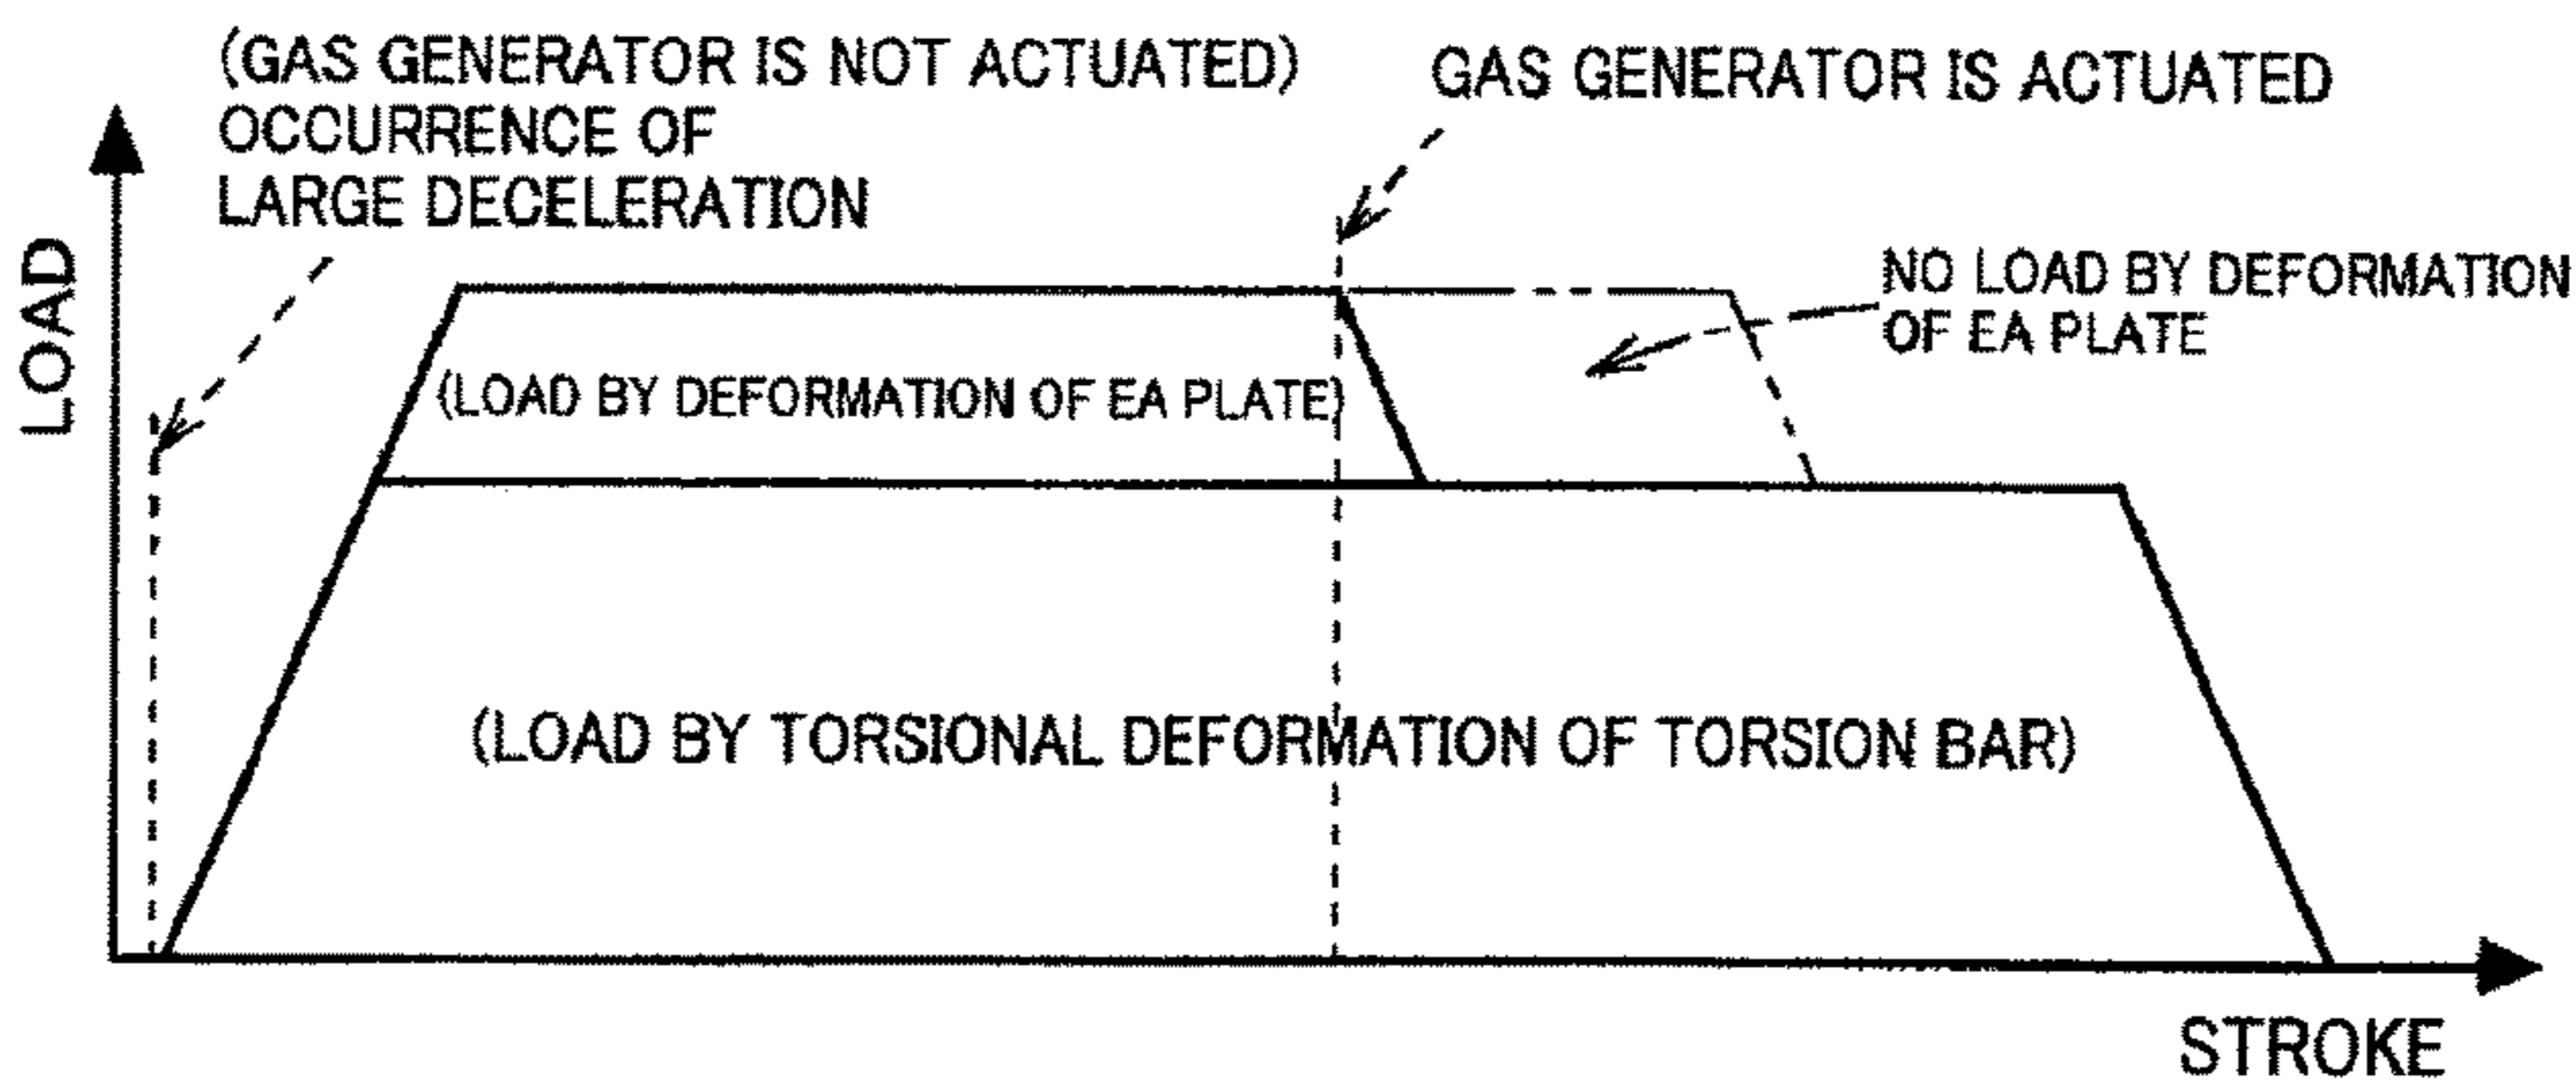 (GAS GENERATOR IS NOT ACTUATED)
OCCURRENCE OF
LARGE DECELERATION
GAS GENERATOR IS ACTUATED
LOAD
NO LOAD BY DEFORMATION
OF EA PLATE
(LOAD BY DEFORMATION OF EA PLATE)
(LOAD BY TORSIONAL DEFORMATION OF TORSION BAR)
STROKE